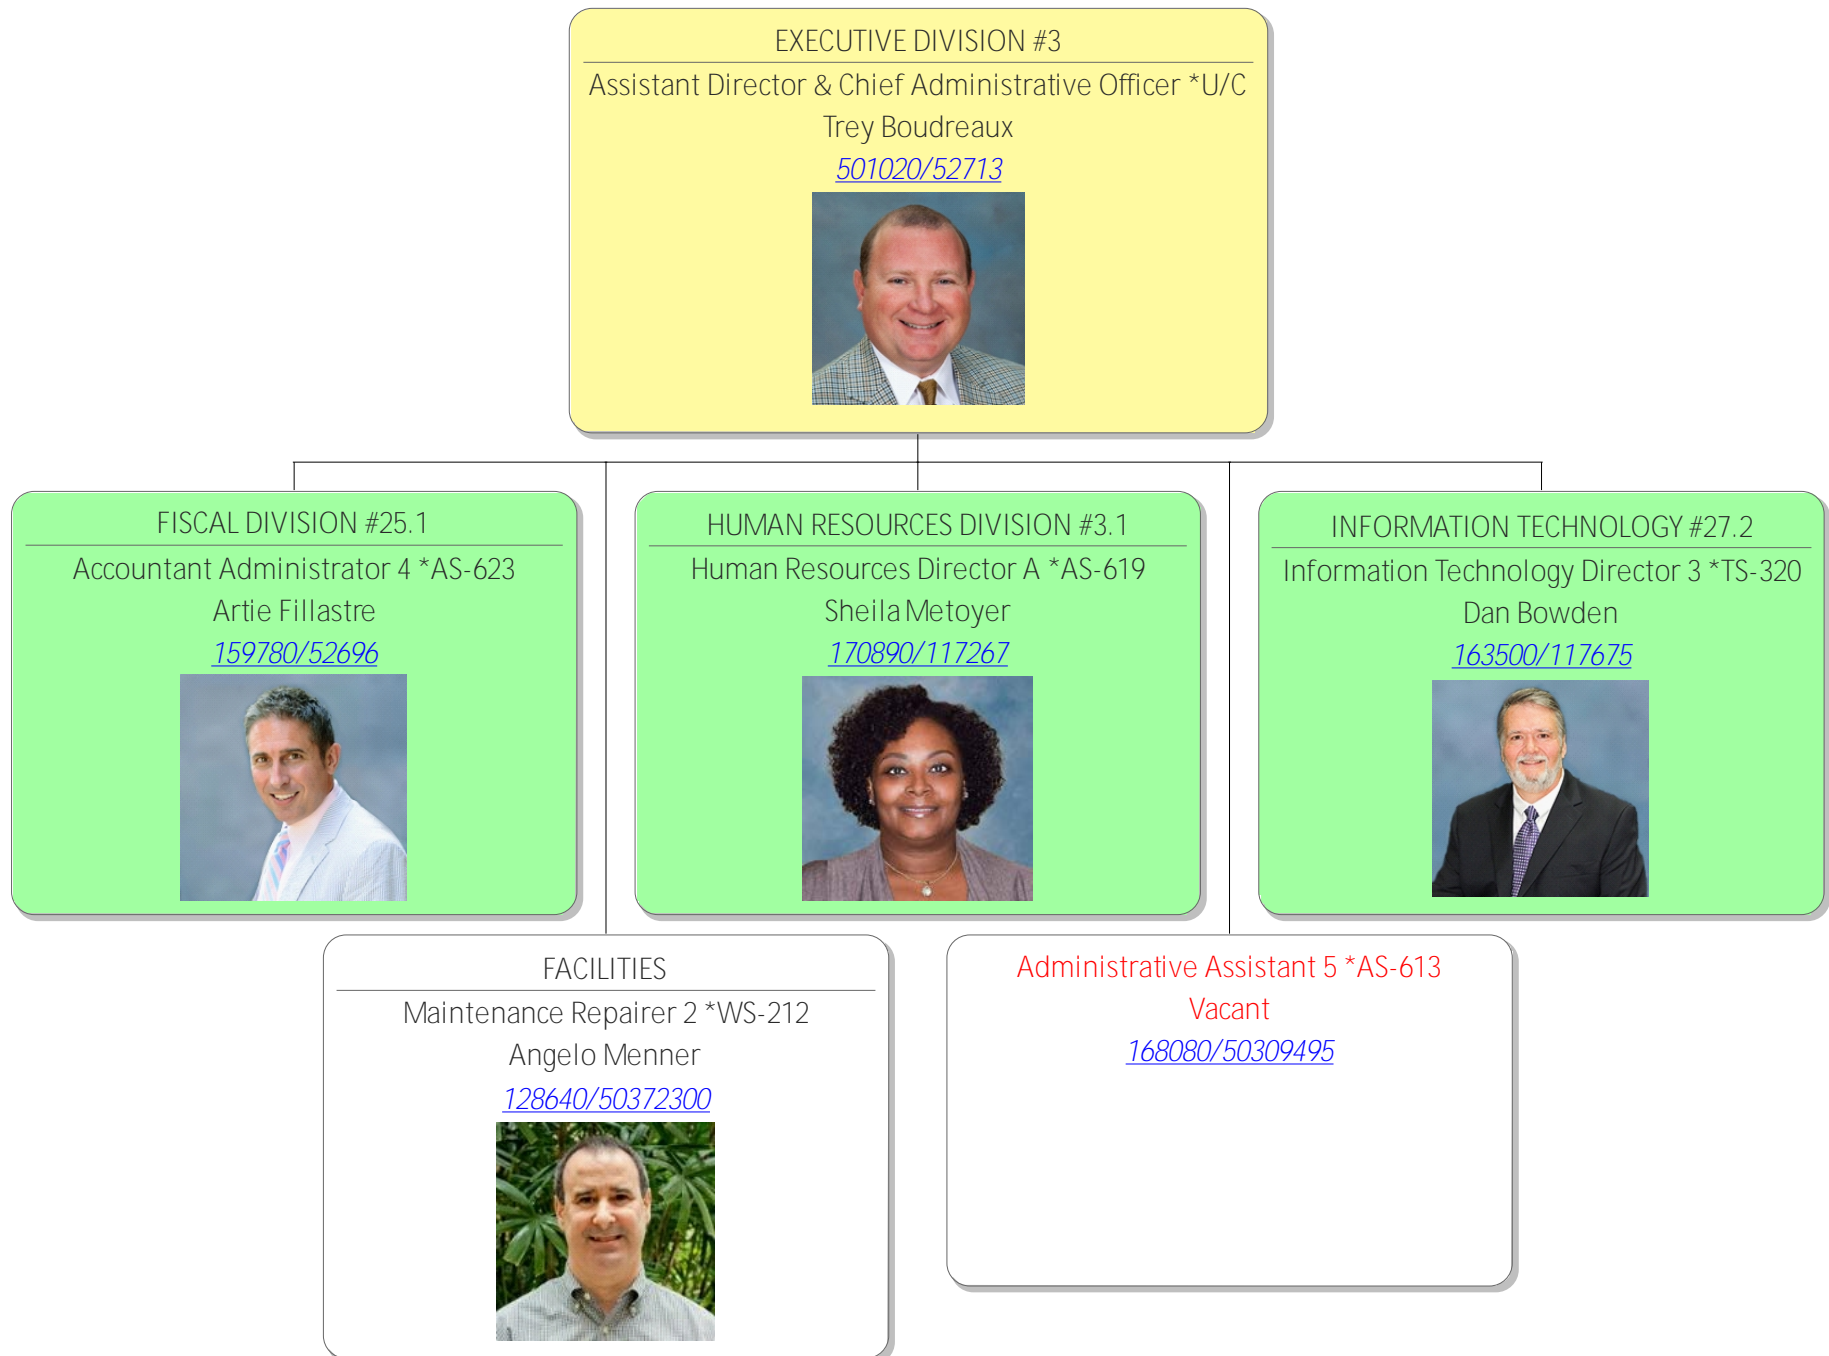 EXECUTIVE DIVISION #3
Assistant Director & Chief Administrative Officer *U/C
Trey Boudreaux
501020/52713
FISCAL DIVISION #25.1
Accountant Administrator 4 *AS-623
Artie Fillastre
159780/52696
HUMAN RESOURCES DIVISION #3.1
Human Resources Director A *AS-619
Sheila Metoyer
170890/117267
INFORMATION TECHNOLOGY #27.2
Information Technology Director 3 *TS-320
Dan Bowden
163500/117675
FACILITIES
Maintenance Repairer 2 *WS-212
Angelo Menner
128640/50372300
Administrative Assistant 5 *AS-613
Vacant
168080/50309495